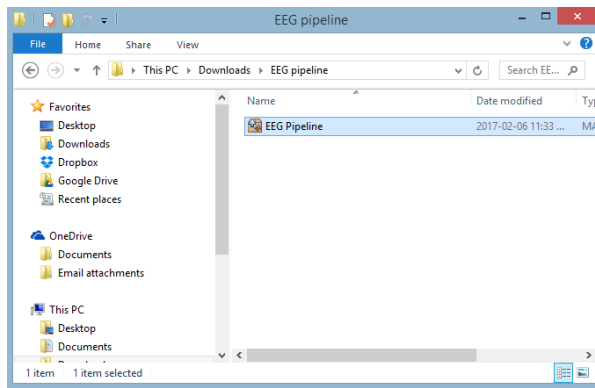 EEG pipeline
File Home Share View
This PC Downloads EEG pipeline Search EE...
Name Date modified Ty
Favorites
Desktop
Downloads
Dropbox
Google Drive
Recent places
OneDrive
Documents
Email attachments
This PC
Desktop
Documents
EEG Pipeline 2017-02-06 11:33 ... MA
1 item 1 item selected